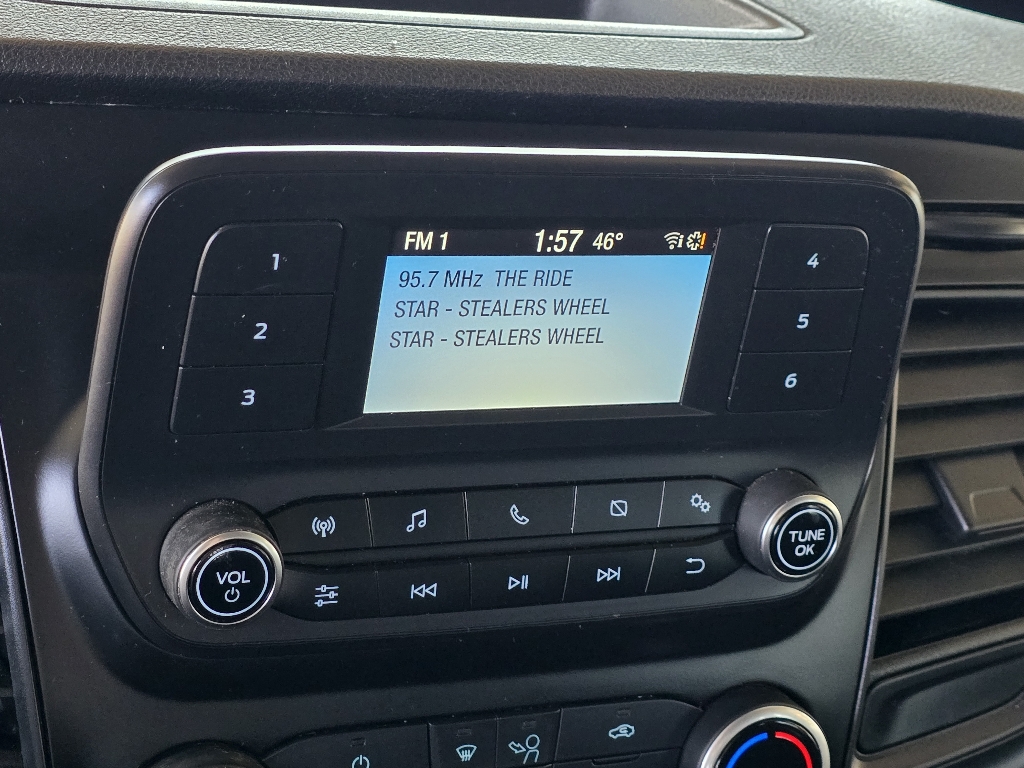 FM 1 1:57 46°
95.7 MHz THE RIDE
STAR - STEALERS WHEEL
STAR - STEALERS WHEEL
1
2
3
4
5
6
VOL
TUNE
OK